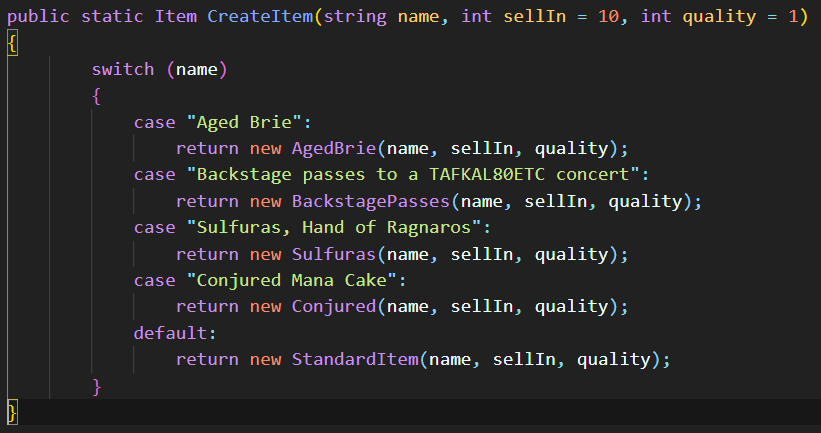 public static Item CreateItem(string name, int sellIn = 10, int quality = 1)
{
        switch (name)
        {
            case "Aged Brie":
                return new AgedBrie(name, sellIn, quality);
            case "Backstage passes to a TAFKAL80ETC concert":
                return new BackstagePasses(name, sellIn, quality);
            case "Sulfuras, Hand of Ragnaros":
                return new Sulfuras(name, sellIn, quality);
            case "Conjured Mana Cake":
                return new Conjured(name, sellIn, quality);
            default:
                return new StandardItem(name, sellIn, quality);
        }
}